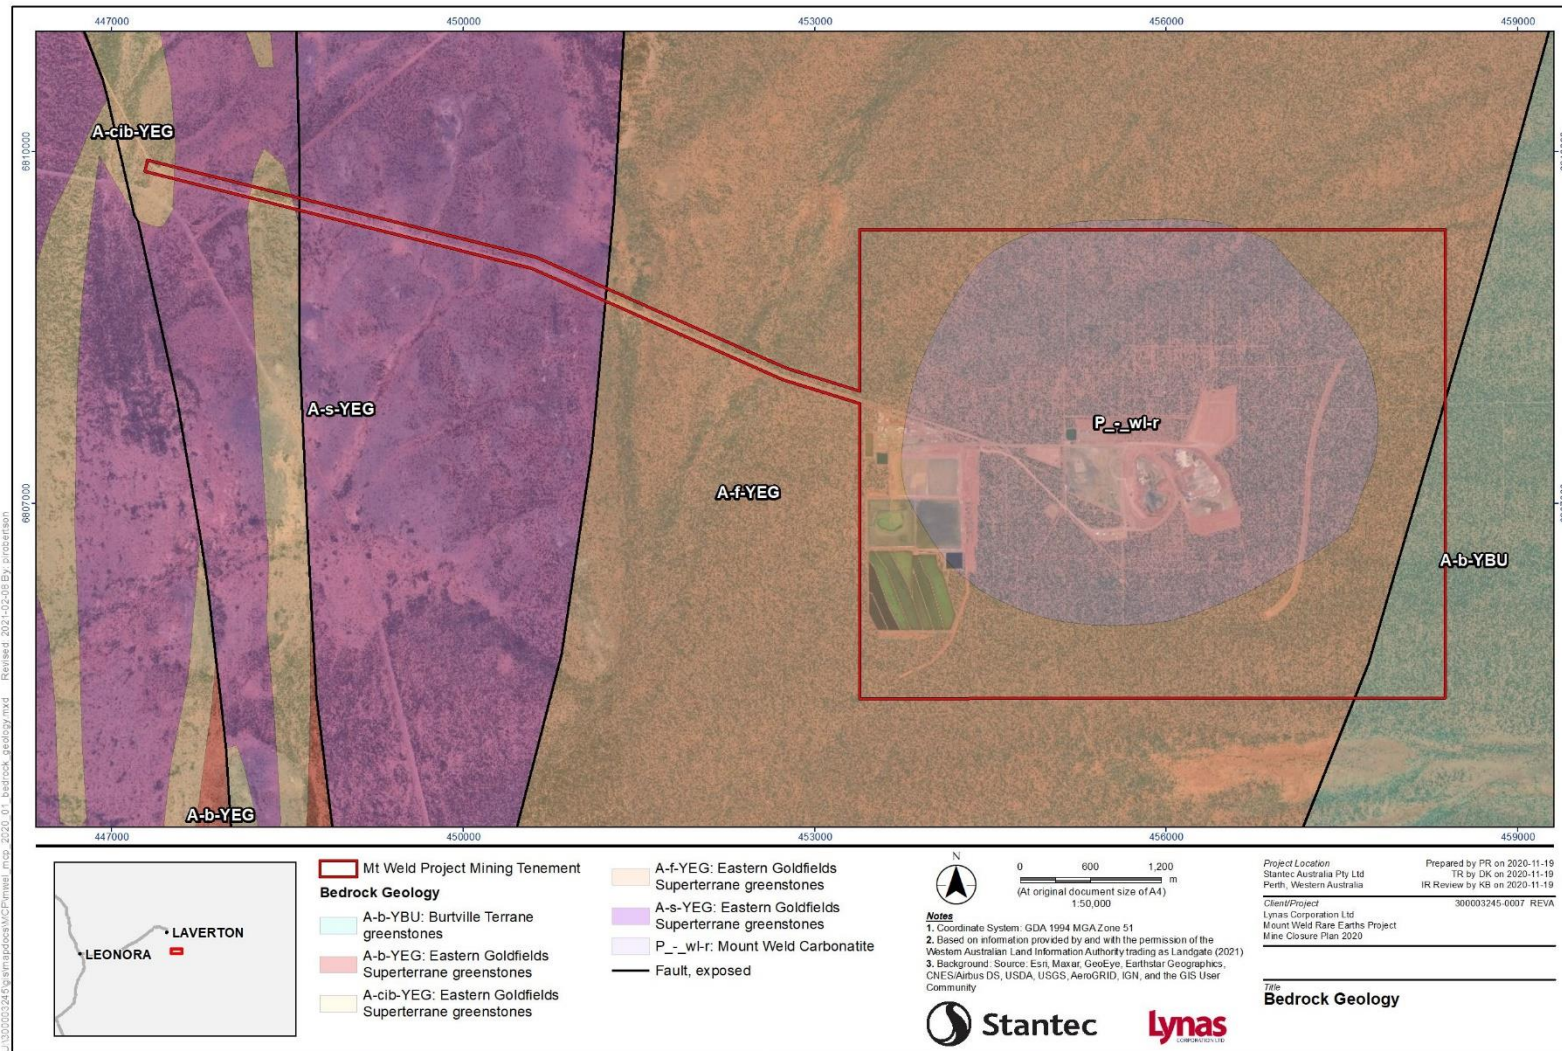 447000
450000
453000
456000
459000
6810000
A-cib-YEG
A-s-YEG
P_-_wl-r
A-f-YEG
6807000
A-b-YBU
A-b-YEG
447000
450000
453000
456000
459000
Revised: 2021-02-08 By: probertson
LEONORA
LAVERTON
Mt Weld Project Mining Tenement
Bedrock Geology
A-b-YBU: Burtville Terrane
greenstones
A-b-YEG: Eastern Goldfields
Superterrane greenstones
A-cib-YEG: Eastern Goldfields
Superterrane greenstones
A-f-YEG: Eastern Goldfields
Superterrane greenstones
A-s-YEG: Eastern Goldfields
Superterrane greenstones
P_-_wl-r: Mount Weld Carbonatite
Fault, exposed
N
0 600 1,200
m
(At original document size of A4)
1:50,000
Notes
1. Coordinate System: GDA 1994 MGA Zone 51
2. Based on information provided by and with the permission of the
Western Australian Land Information Authority trading as Landgate (2021)
3. Background: Source: Esri, Maxar, GeoEye, Earthstar Geographics,
CNES/Airbus DS, USDA, USGS, AeroGRID, IGN, and the GIS User
Community
Stantec
Lynas
CORPORATION LTD
Project Location
Stantec Australia Pty Ltd
Perth, Western Australia
Prepared by PR on 2020-11-19
TR by DK on 2020-11-19
IR Review by KB on 2020-11-19
Client/Project
300003245-0007 REVA
Lynas Corporation Ltd
Mount Weld Rare Earths Project
Mine Closure Plan 2020
Title
Bedrock Geology